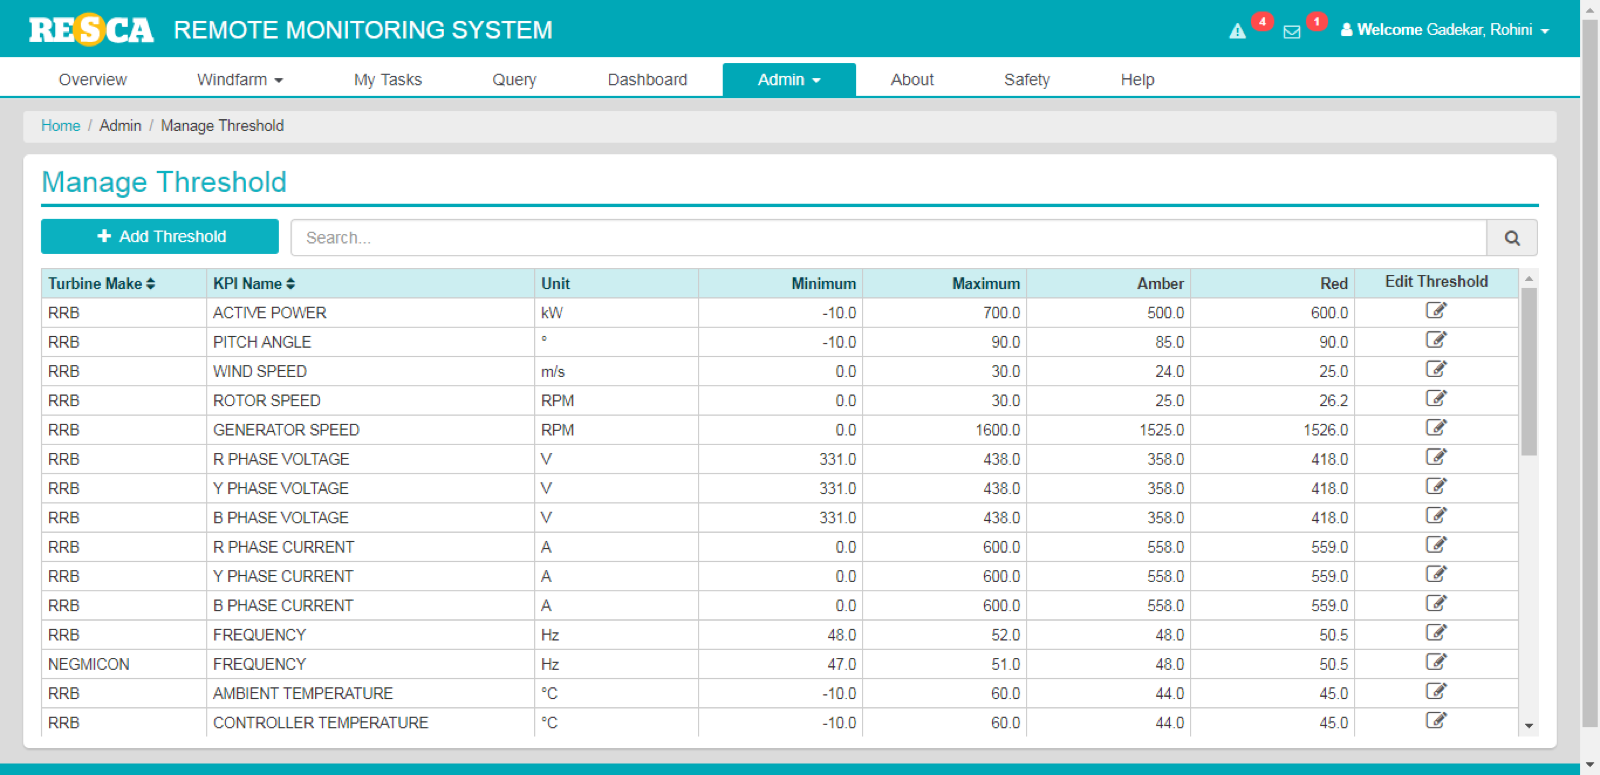 RESCA REMOTE MONITORING SYSTEM 4 1 Welcome Gadekar, Rohini
Overview Windfarm My Tasks Query Dashboard Admin About Safety Help
Home / Admin / Manage Threshold
Manage Threshold
+ Add Threshold Search...
Turbine Make KPI Name Unit Minimum Maximum Amber Red Edit Threshold
RRB ACTIVE POWER kW -10.0 700.0 500.0 600.0
RRB PITCH ANGLE ° -10.0 90.0 85.0 90.0
RRB WIND SPEED m/s 0.0 30.0 24.0 25.0
RRB ROTOR SPEED RPM 0.0 30.0 25.0 26.2
RRB GENERATOR SPEED RPM 0.0 1600.0 1525.0 1526.0
RRB R PHASE VOLTAGE V 331.0 438.0 358.0 418.0
RRB Y PHASE VOLTAGE V 331.0 438.0 358.0 418.0
RRB B PHASE VOLTAGE V 331.0 438.0 358.0 418.0
RRB R PHASE CURRENT A 0.0 600.0 558.0 559.0
RRB Y PHASE CURRENT A 0.0 600.0 558.0 559.0
RRB B PHASE CURRENT A 0.0 600.0 558.0 559.0
RRB FREQUENCY Hz 48.0 52.0 48.0 50.5
NEGMICON FREQUENCY Hz 47.0 51.0 48.0 50.5
RRB AMBIENT TEMPERATURE °C -10.0 60.0 44.0 45.0
RRB CONTROLLER TEMPERATURE °C -10.0 60.0 44.0 45.0